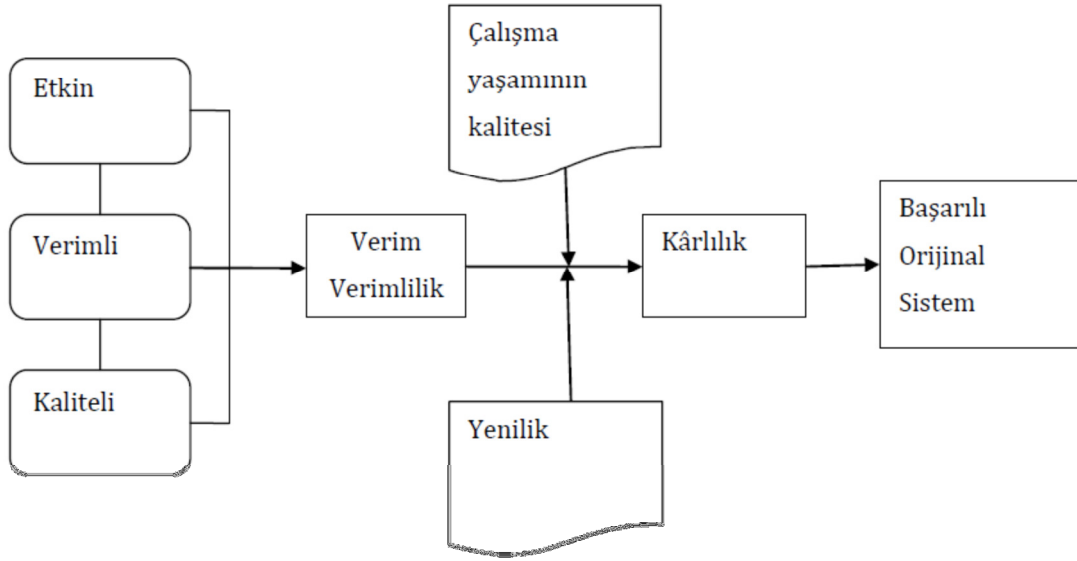 Etkin
Verimli
Kaliteli
Verim
Verimlilik
Çalışma
yaşamının
kalitesi
Yenilik
Kârlılık
Başarılı
Orijinal
Sistem